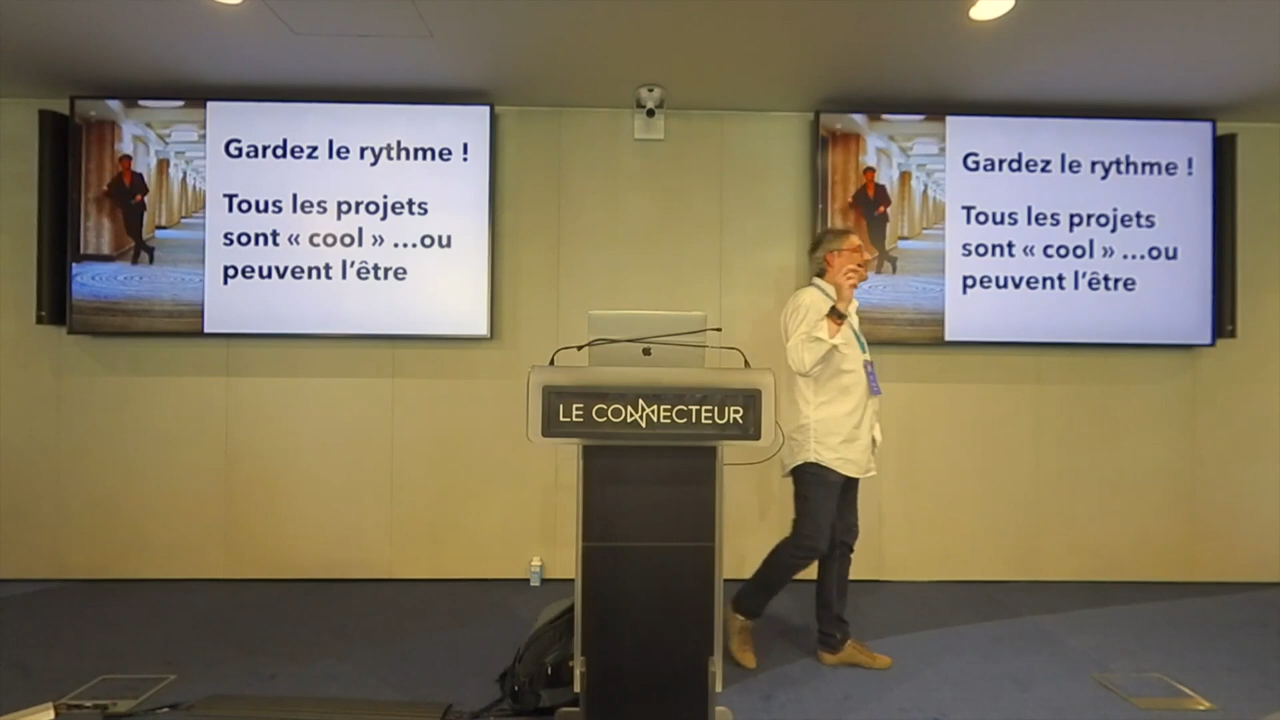 Gardez le rythme !
Tous les projets
sont « cool » ...ou
peuvent l'être
Gardez le rythme !
Tous les projets
sont « cool » ...ou
peuvent l'être
LE CONNECTEUR